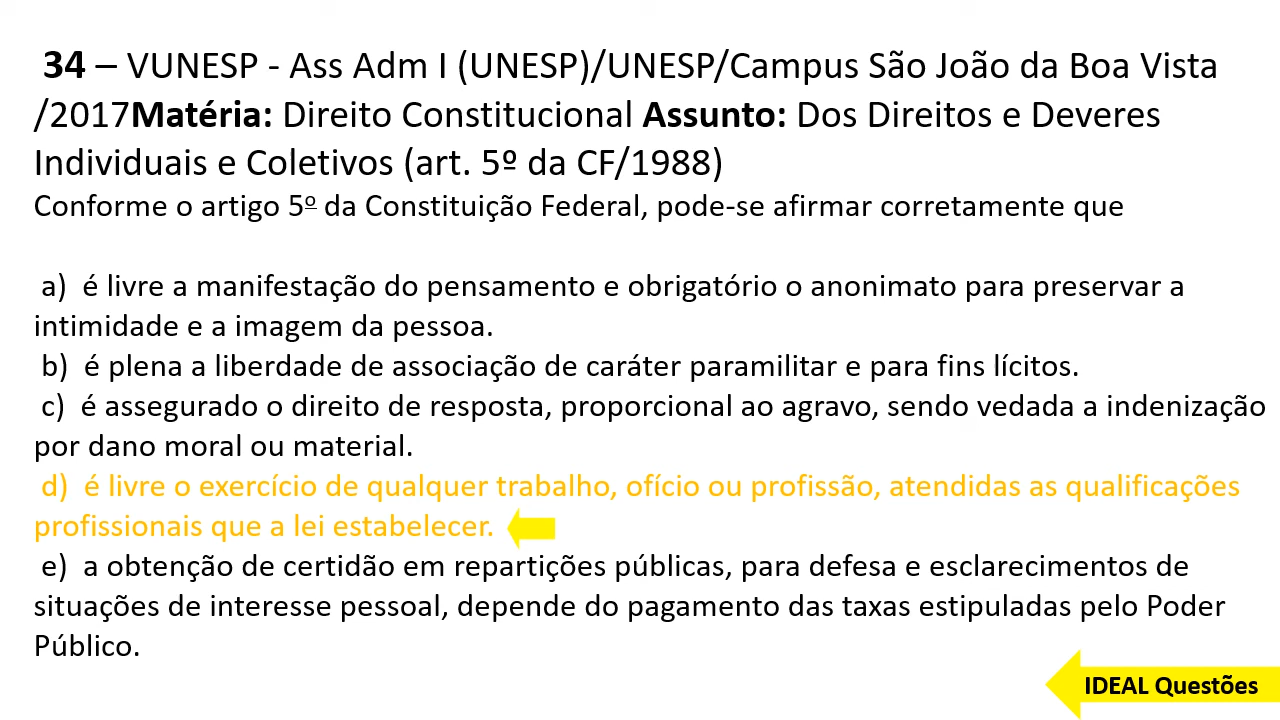 34 – VUNESP - Ass Adm I (UNESP)/UNESP/Campus São João da Boa Vista
/2017Matéria: Direito Constitucional Assunto: Dos Direitos e Deveres
Individuais e Coletivos (art. 5º da CF/1988)
Conforme o artigo 5º da Constituição Federal, pode-se afirmar corretamente que
a) é livre a manifestação do pensamento e obrigatório o anonimato para preservar a
intimidade e a imagem da pessoa.
b) é plena a liberdade de associação de caráter paramilitar e para fins lícitos.
c) é assegurado o direito de resposta, proporcional ao agravo, sendo vedada a indenização
por dano moral ou material.
d) é livre o exercício de qualquer trabalho, ofício ou profissão, atendidas as qualificações
profissionais que a lei estabelecer.
e) a obtenção de certidão em repartições públicas, para defesa e esclarecimentos de
situações de interesse pessoal, depende do pagamento das taxas estipuladas pelo Poder
Público.
IDEAL Questões